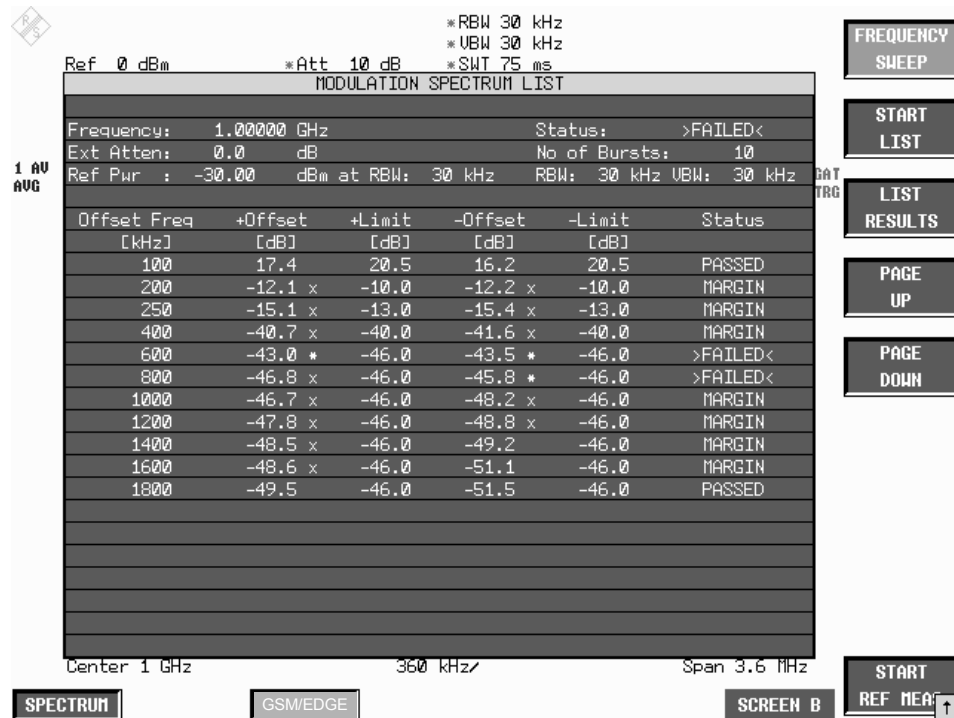 R S
*RBW 30 kHz
*VBW 30 kHz
Ref 0 dBm *Att 10 dB *SWT 75 ms
MODULATION SPECTRUM LIST
Frequency: 1.00000 GHz Status: >FAILED<
Ext Atten: 0.0 dB No of Bursts: 10
Ref Pwr : -30.00 dBm at RBW: 30 kHz RBW: 30 kHz VBW: 30 kHz
1 AV
AVG
GAT
TRG
Offset Freq +Offset +Limit -Offset -Limit Status
[kHz] [dB] [dB] [dB] [dB]
100 17.4 20.5 16.2 20.5 PASSED
200 -12.1 x -10.0 -12.2 x -10.0 MARGIN
250 -15.1 x -13.0 -15.4 x -13.0 MARGIN
400 -40.7 x -40.0 -41.6 x -40.0 MARGIN
600 -43.0 * -46.0 -43.5 * -46.0 >FAILED<
800 -46.8 x -46.0 -45.8 * -46.0 >FAILED<
1000 -46.7 x -46.0 -48.2 x -46.0 MARGIN
1200 -47.8 x -46.0 -48.8 x -46.0 MARGIN
1400 -48.5 x -46.0 -49.2 -46.0 MARGIN
1600 -48.6 x -46.0 -51.1 -46.0 MARGIN
1800 -49.5 -46.0 -51.5 -46.0 PASSED
Center 1 GHz 360 kHz/ Span 3.6 MHz
FREQUENCY
SWEEP
START
LIST
LIST
RESULTS
PAGE
UP
PAGE
DOWN
START
REF MEAS
SPECTRUM GSM/EDGE SCREEN B